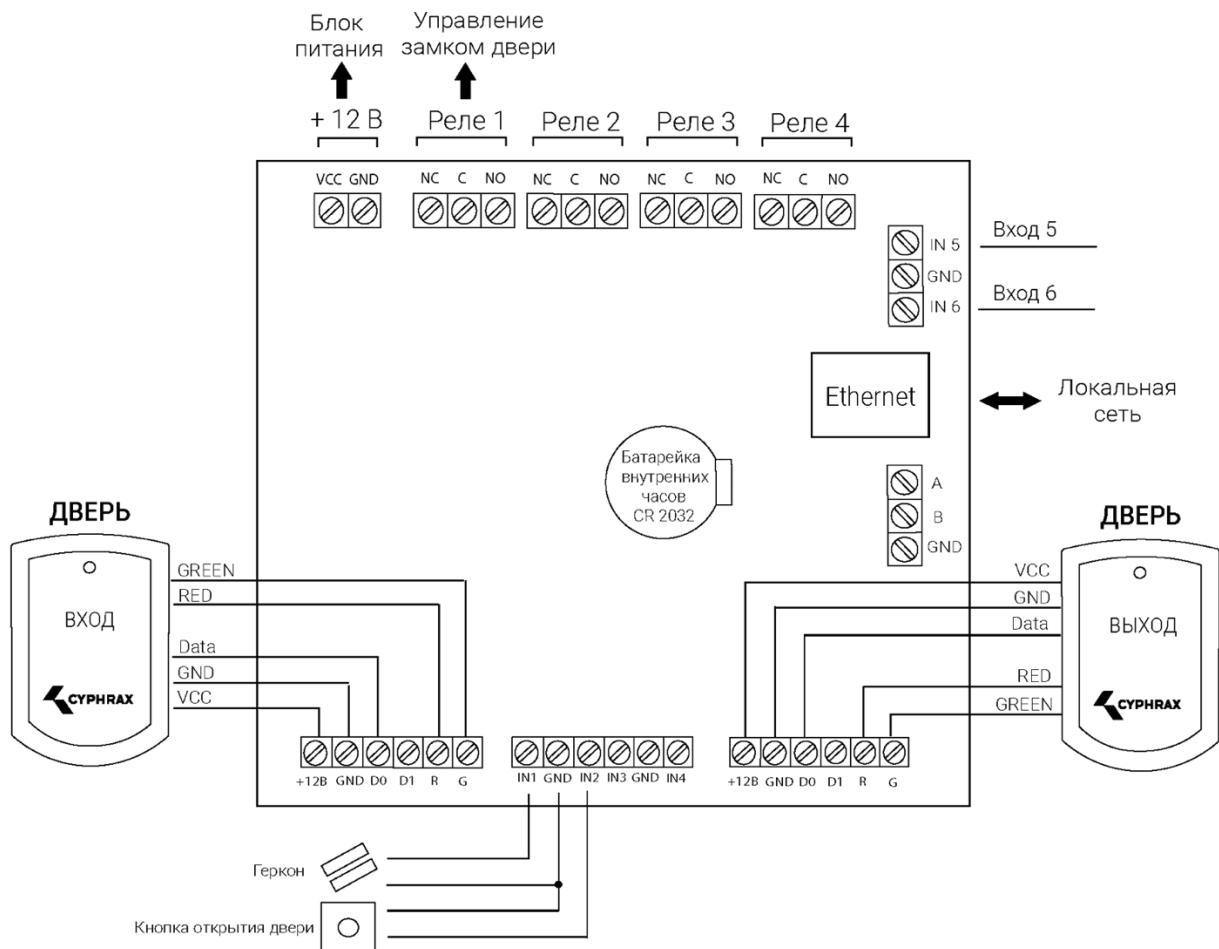 Блок
питания
Управление
замком двери
+ 12 В
Реле 1
Реле 2
Реле 3
Реле 4
VCC GND
NC C NO
NC C NO
NC C NO
NC C NO
IN 5
GND
IN 6
Вход 5
Вход 6
Ethernet
Локальная
сеть
Батарейка
внутренних
часов
CR 2032
A
B
GND
ДВЕРЬ
ВХОД
CYPHRAX
GREEN
RED
Data
GND
VCC
ДВЕРЬ
ВЫХОД
CYPHRAX
VCC
GND
Data
RED
GREEN
+12В GND D0 D1 R G
IN1 GND IN2 IN3 GND IN4
+12В GND D0 D1 R G
Геркон
Кнопка открытия двери